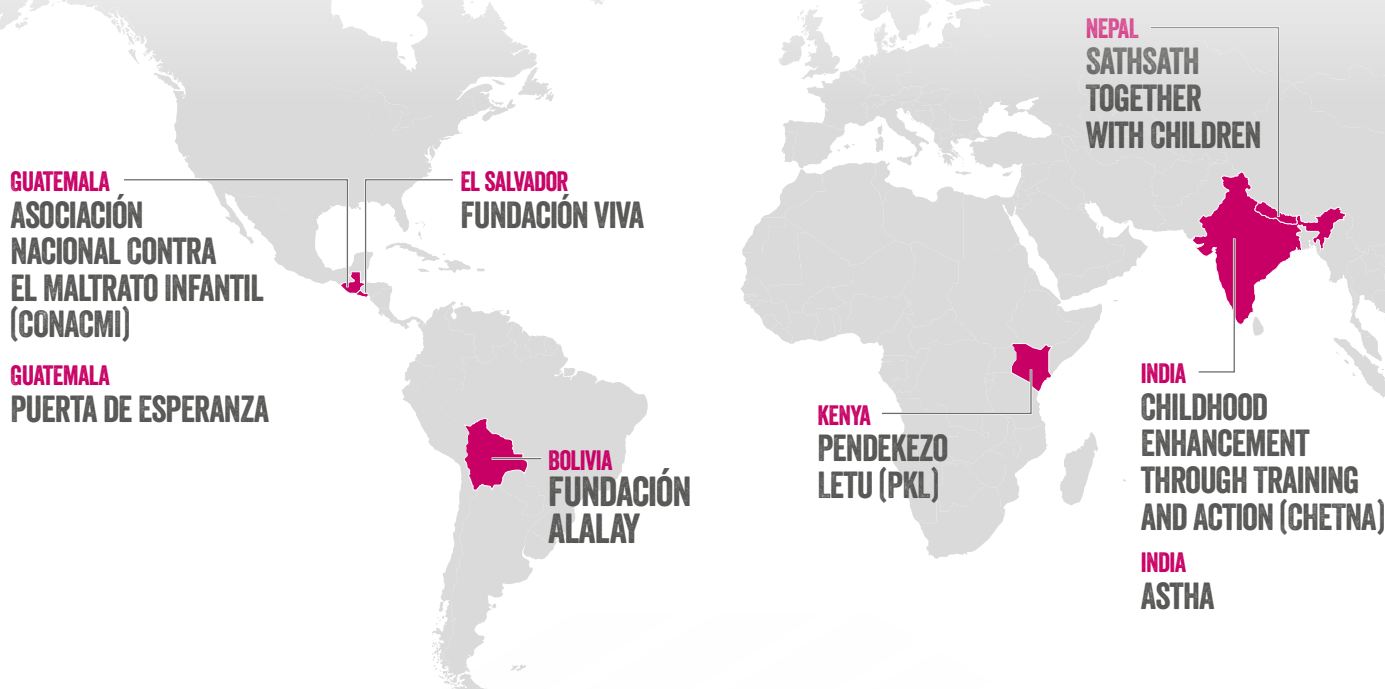 GUATEMALA
ASOCIACIÓN
NACIONAL CONTRA
EL MALTRATO INFANTIL
(CONACMI)
GUATEMALA
PUERTA DE ESPERANZA
EL SALVADOR
FUNDACIÓN VIVA
BOLIVIA
FUNDACIÓN
ALALAY
NEPAL
SATHSATH
TOGETHER
WITH CHILDREN
KENYA
PENDEKEZO
LETU (PKL)
INDIA
CHILDHOOD
ENHANCEMENT
THROUGH TRAINING
AND ACTION (CHETNA)
INDIA
ASTHA